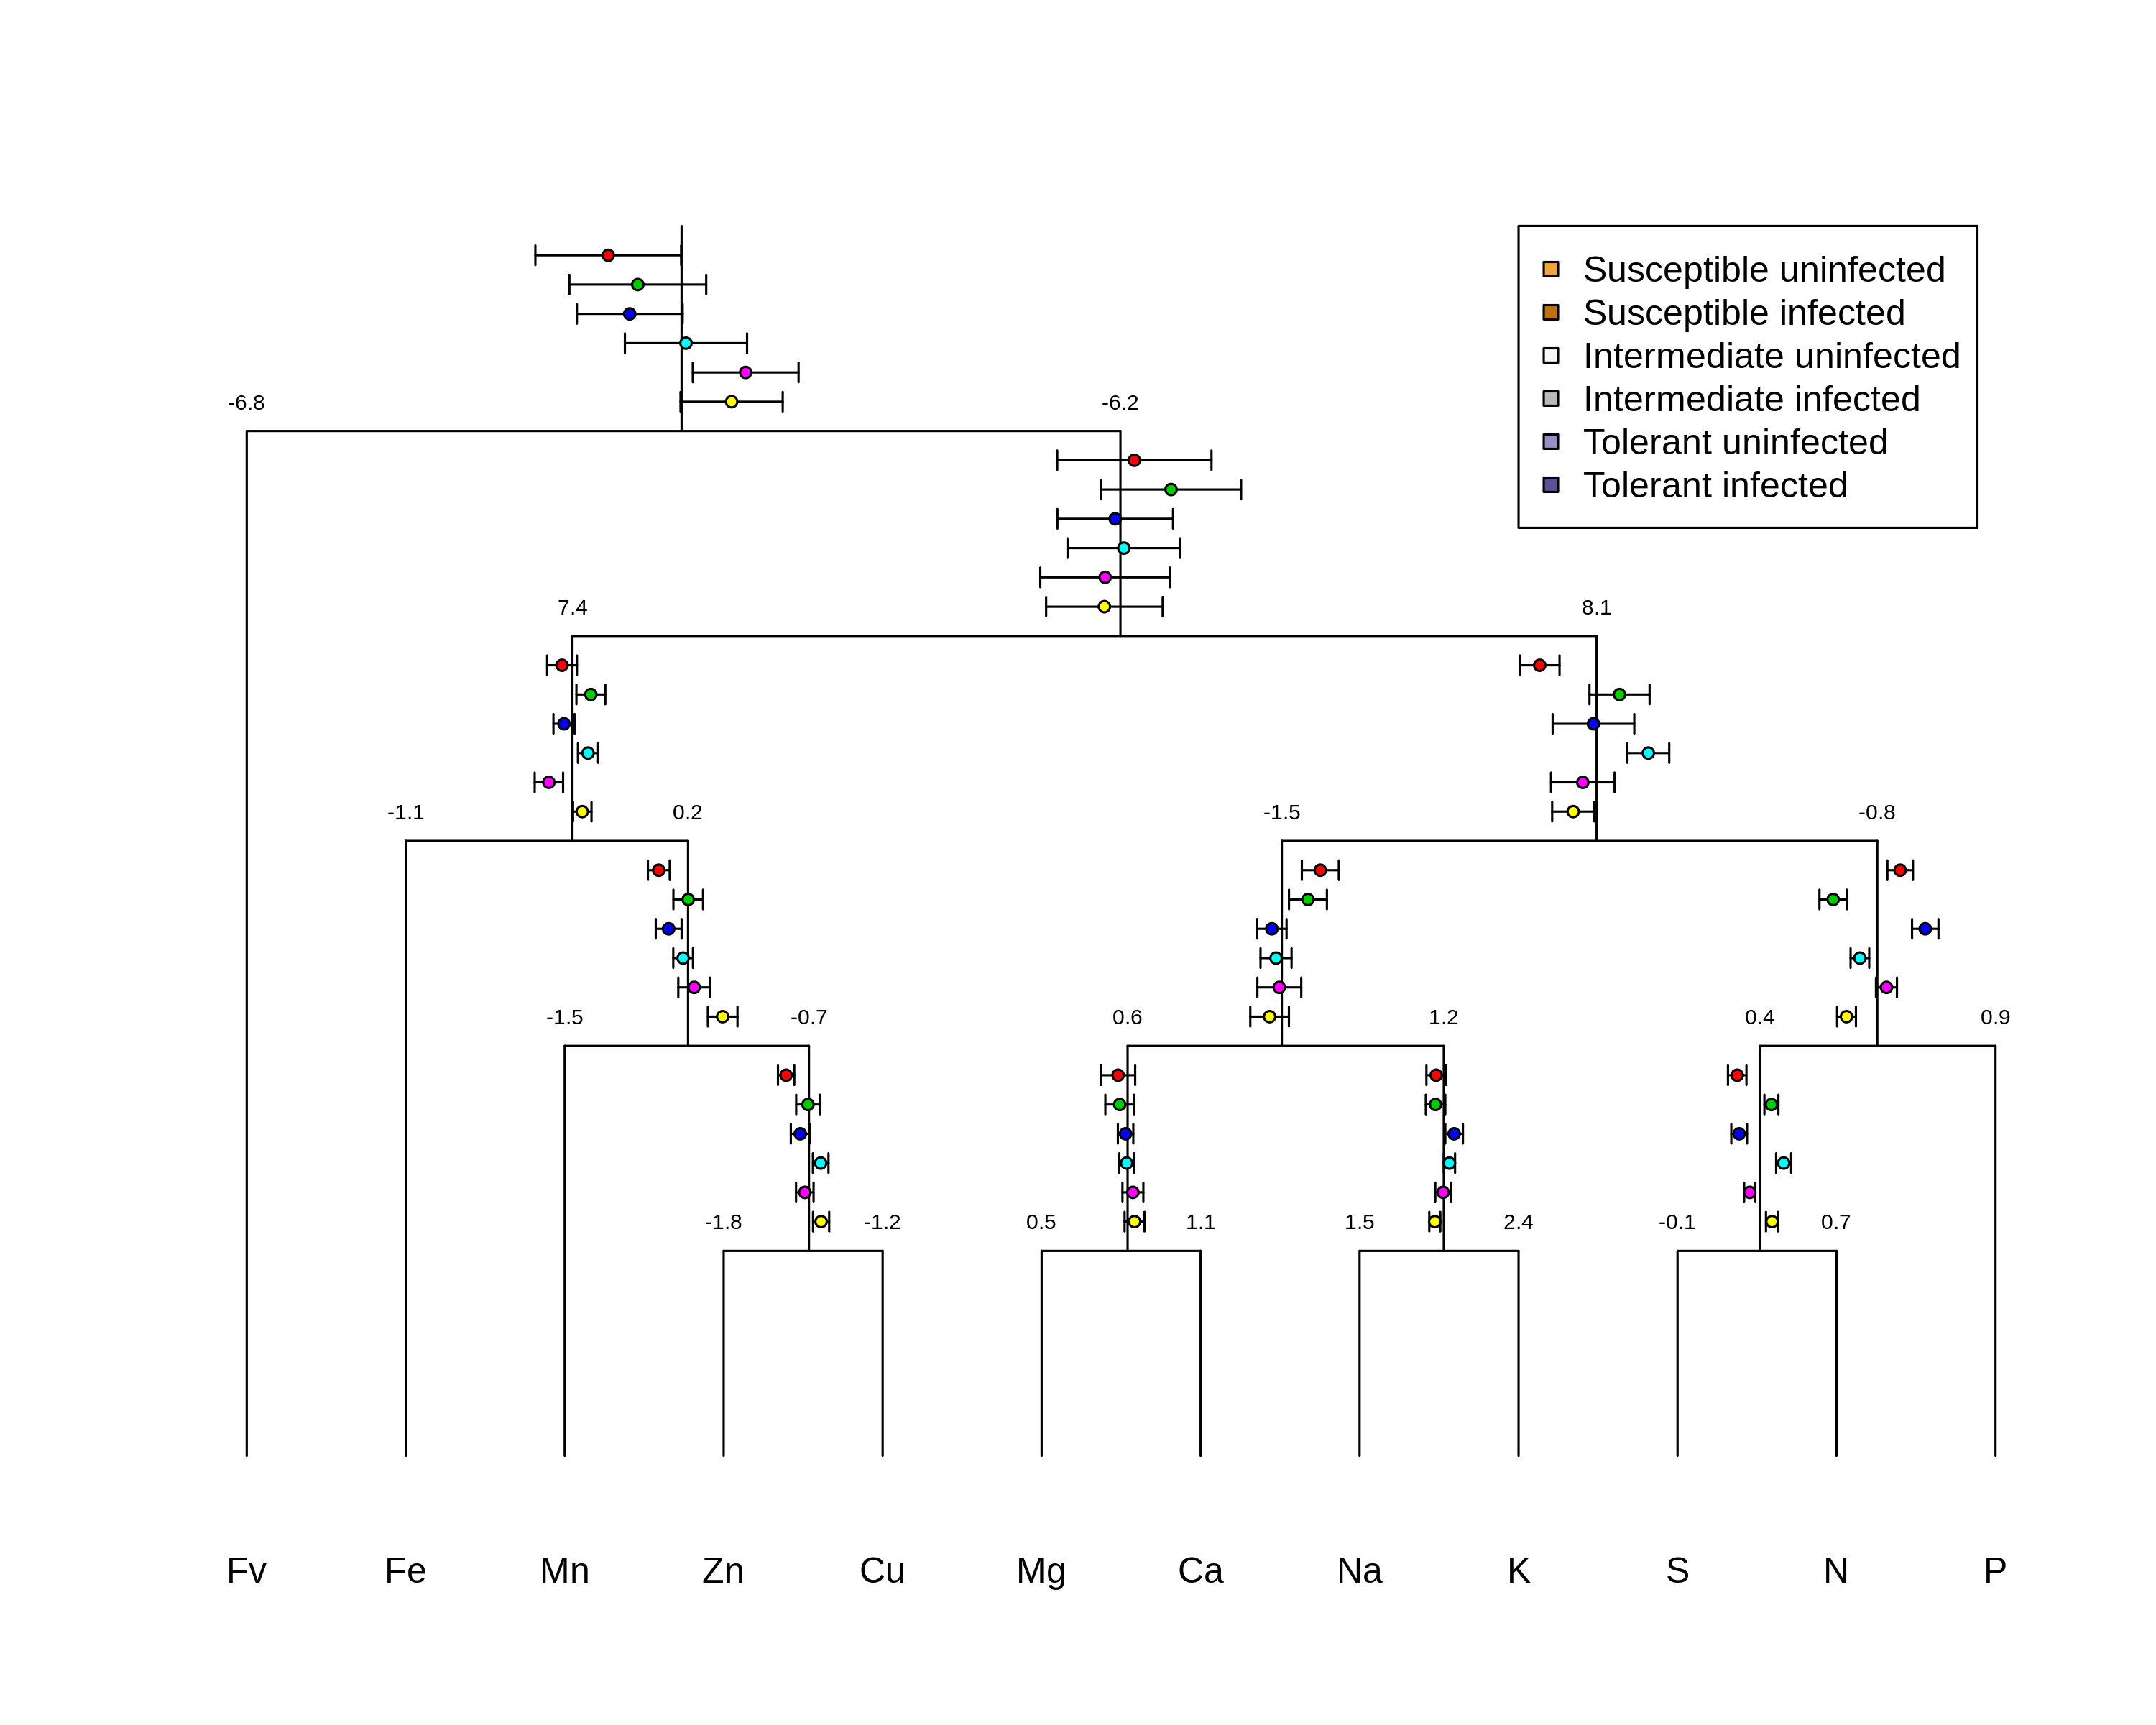 Susceptible uninfected
Susceptible infected
Intermediate uninfected
Intermediate infected
Tolerant uninfected
Tolerant infected
-6.8 -6.2
7.4 8.1
-1.1 0.2 -1.5 -0.8
-1.5 -0.7 0.6 1.2 0.4 0.9
-1.8 -1.2 0.5 1.1 1.5 2.4 -0.1 0.7
Fv Fe Mn Zn Cu Mg Ca Na K S N P